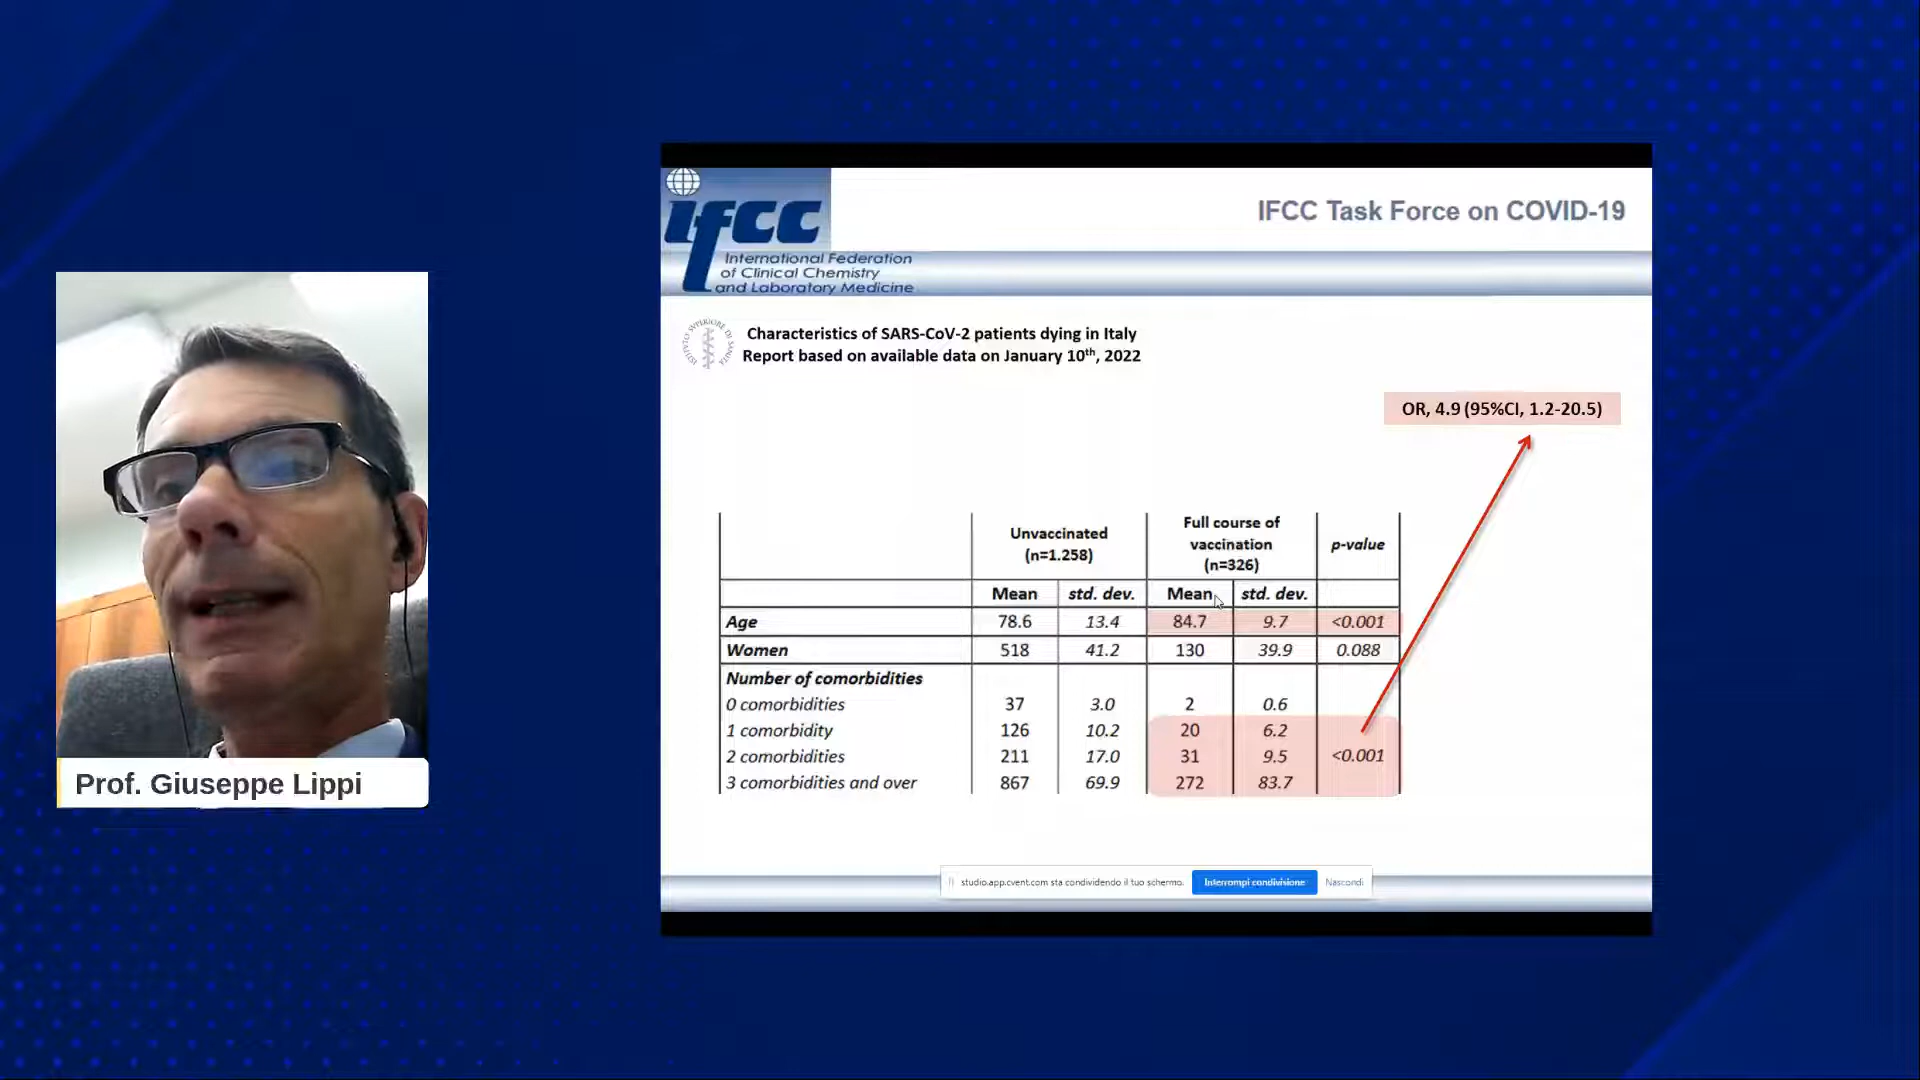 ifcc
International Federation
of Clinical Chemistry
and Laboratory Medicine
IFCC Task Force on COVID-19
ISTITUTO SVPERIORE DI SANITA
Characteristics of SARS-CoV-2 patients dying in Italy
Report based on available data on January 10th, 2022
OR, 4.9 (95%CI, 1.2-20.5)
Unvaccinated
(n=1.258)
Full course of
vaccination
(n=326)
p-value
Mean std. dev. Mean std. dev.
Age 78.6 13.4 84.7 9.7 <0.001
Women 518 41.2 130 39.9 0.088
Number of comorbidities
0 comorbidities 37 3.0 2 0.6
1 comorbidity 126 10.2 20 6.2
2 comorbidities 211 17.0 31 9.5 <0.001
3 comorbidities and over 867 69.9 272 83.7
Prof. Giuseppe Lippi
studio.app.cvent.com sta condividendo il tuo schermo. Interrompi condivisione Nascondi